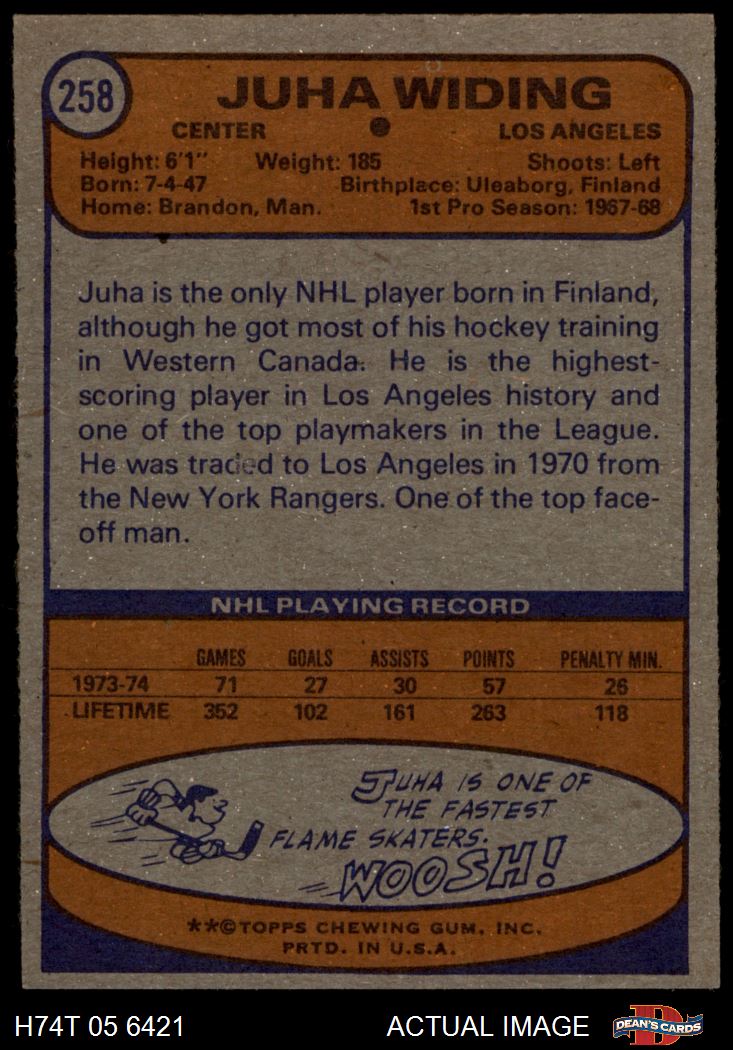 258
JUHA WIDING
CENTER
LOS ANGELES
Height: 6'1" Weight: 185 Shoots: Left
Born: 7-4-47 Birthplace: Uleaborg, Finland
Home: Brandon, Man. 1st Pro Season: 1967-68
Juha is the only NHL player born in Finland,
although he got most of his hockey training
in Western Canada. He is the highest-
scoring player in Los Angeles history and
one of the top playmakers in the League.
He was traded to Los Angeles in 1970 from
the New York Rangers. One of the top face-
off man.
NHL PLAYING RECORD
GAMES GOALS ASSISTS POINTS PENALTY MIN.
1973-74 71 27 30 57 26
LIFETIME 352 102 161 263 118
JUHA IS ONE OF
THE FASTEST
FLAME SKATERS.
WOOSH!
**©TOPPS CHEWING GUM, INC.
PRTD. IN U.S.A.
H74T 05 6421
ACTUAL IMAGE
D
DEAN'S CARDS